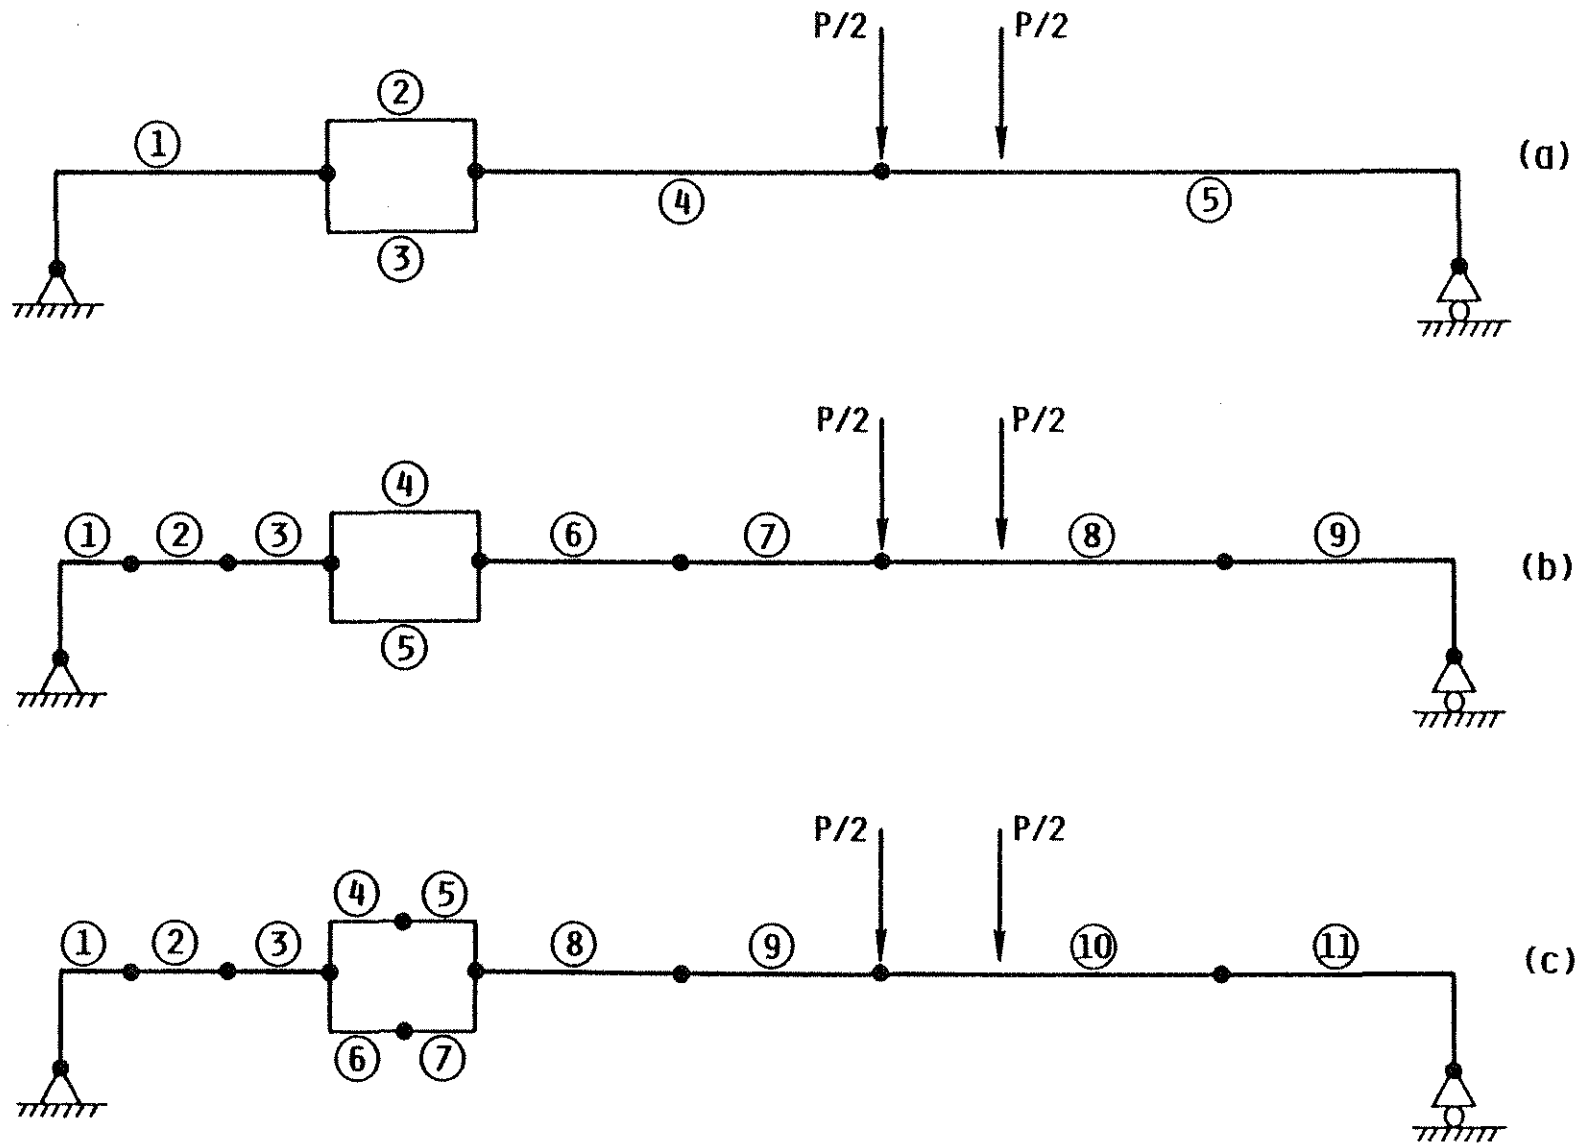 P/2 P/2
② 
①
(a)
④ ⑤
③
P/2 P/2
④
① ② ③ ⑥ ⑦ ⑧ ⑨
(b)
⑤
P/2 P/2
④ ⑤
① ② ③ ⑧ ⑨ ⑩ ⑪
(c)
⑥ ⑦